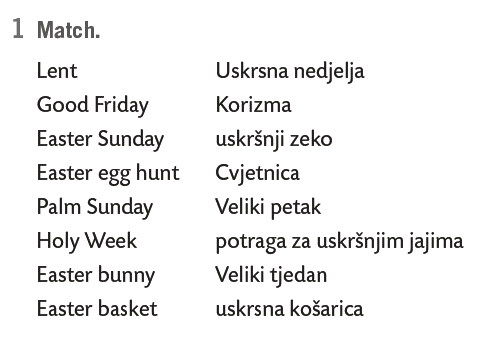 1 Match.
Lent Uskrsna nedjelja
Good Friday Korizma
Easter Sunday uskršnji zeko
Easter egg hunt Cvjetnica
Palm Sunday Veliki petak
Holy Week potraga za uskršnjim jajima
Easter bunny Veliki tjedan
Easter basket uskrsna košarica